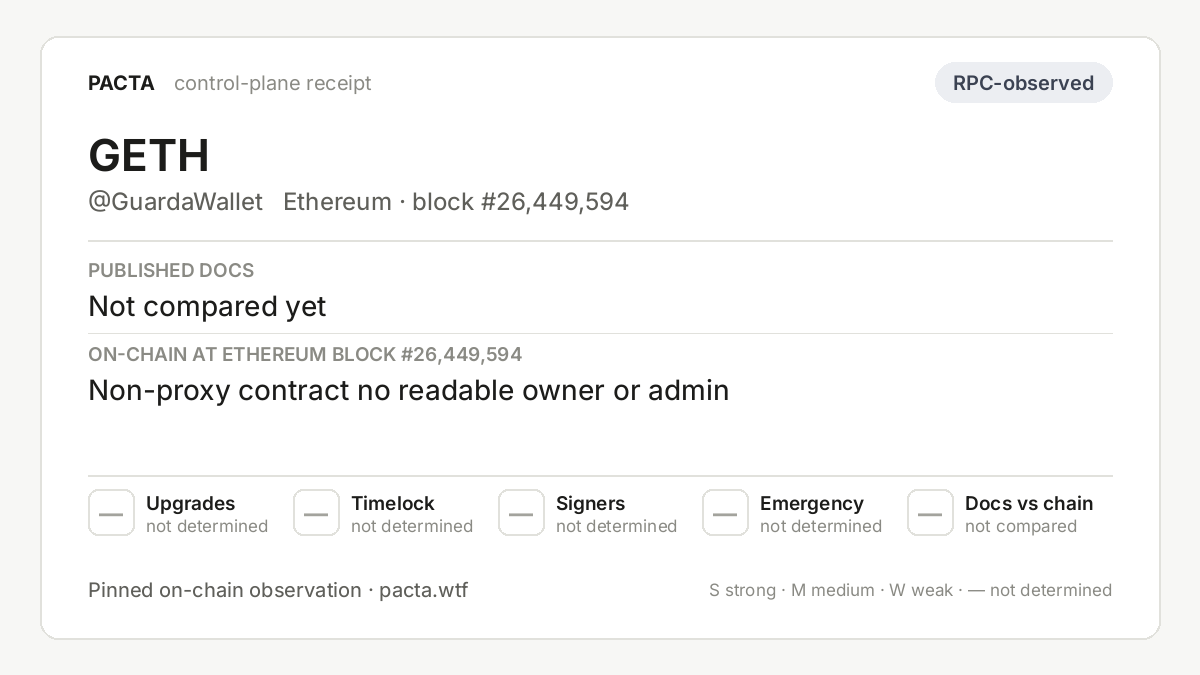 PACTA control-plane receipt RPC-observed
GETH
@GuardaWallet Ethereum · block #26,449,594
PUBLISHED DOCS
Not compared yet
ON-CHAIN AT ETHEREUM BLOCK #26,449,594
Non-proxy contract no readable owner or admin
— Upgrades — Timelock — Signers — Emergency — Docs vs chain
not determined not determined not determined not determined not compared
Pinned on-chain observation · pacta.wtf S strong · M medium · W weak · — not determined